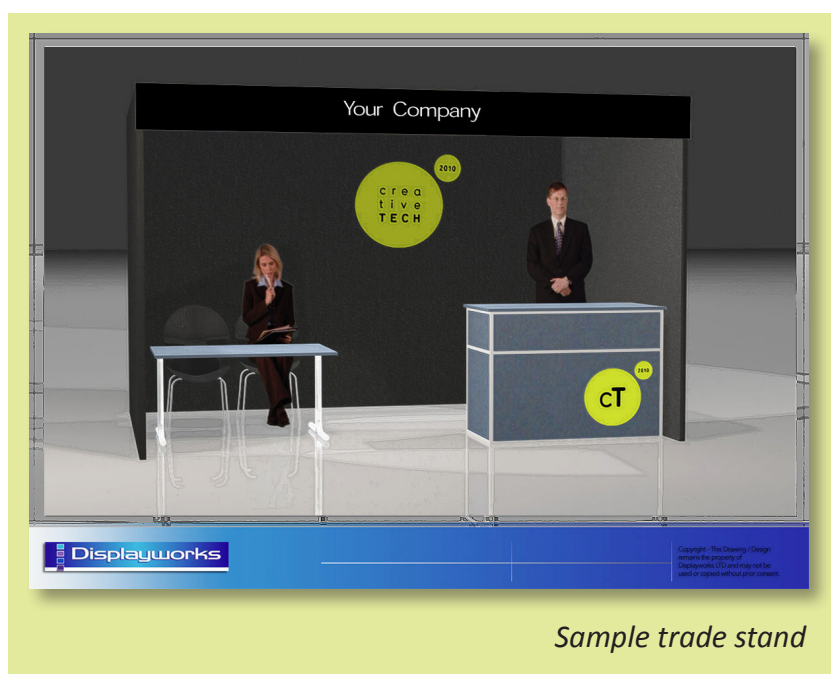 Your Company
2010
crea
tive
TECH
2010
cT
Displayworks
Copyright - This Drawing / Design
remains the property of
Displayworks LTD and may not be
used or copied without prior consent.
Sample trade stand